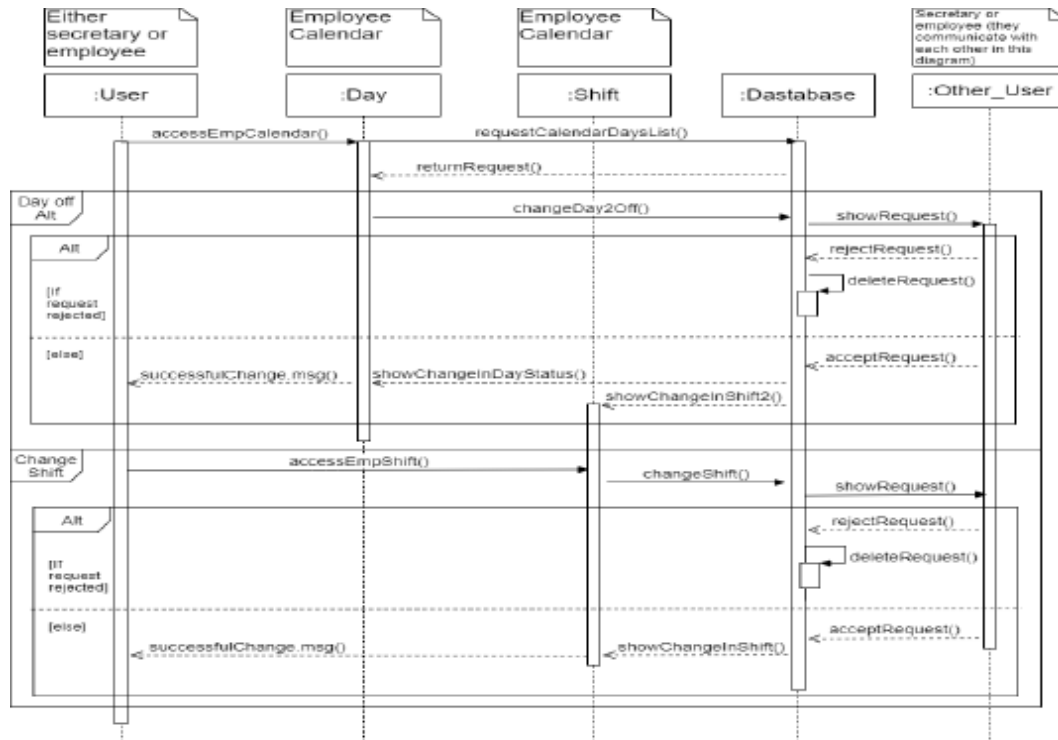 Either
secretary or
employee
Employee
Calendar
Employee
Calendar
Secretary or
employee (they
communicate with
each other in this
diagram)
:User
:Day
:Shift
:Dastabase
:Other_User
accessEmpCalendar()
requestCalendarDaysList()
returnRequest()
Day off
Alt
changeDay2Off()
showRequest()
Alt
rejectRequest()
deleteRequest()
[if
request
rejected]
[else]
acceptRequest()
successfulChange.msg()
showChangeInDayStatus()
showChangeInShift2()
Change
Shift
accessEmpShift()
changeShift()
showRequest()
Alt
rejectRequest()
deleteRequest()
[if
request
rejected]
[else]
acceptRequest()
successfulChange.msg()
showChangeInShift()